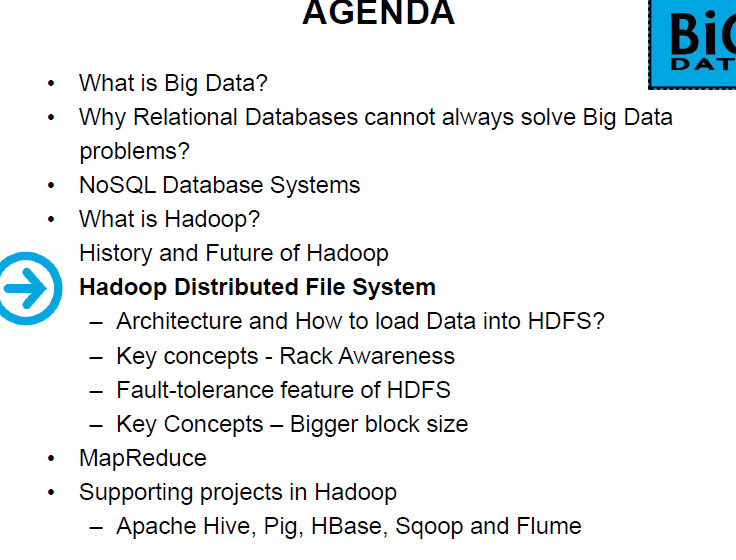 AGENDA
BiG
DAT
• What is Big Data?
• Why Relational Databases cannot always solve Big Data
problems?
• NoSQL Database Systems
• What is Hadoop?
History and Future of Hadoop
Hadoop Distributed File System
– Architecture and How to load Data into HDFS?
– Key concepts - Rack Awareness
– Fault-tolerance feature of HDFS
– Key Concepts – Bigger block size
• MapReduce
• Supporting projects in Hadoop
– Apache Hive, Pig, HBase, Sqoop and Flume